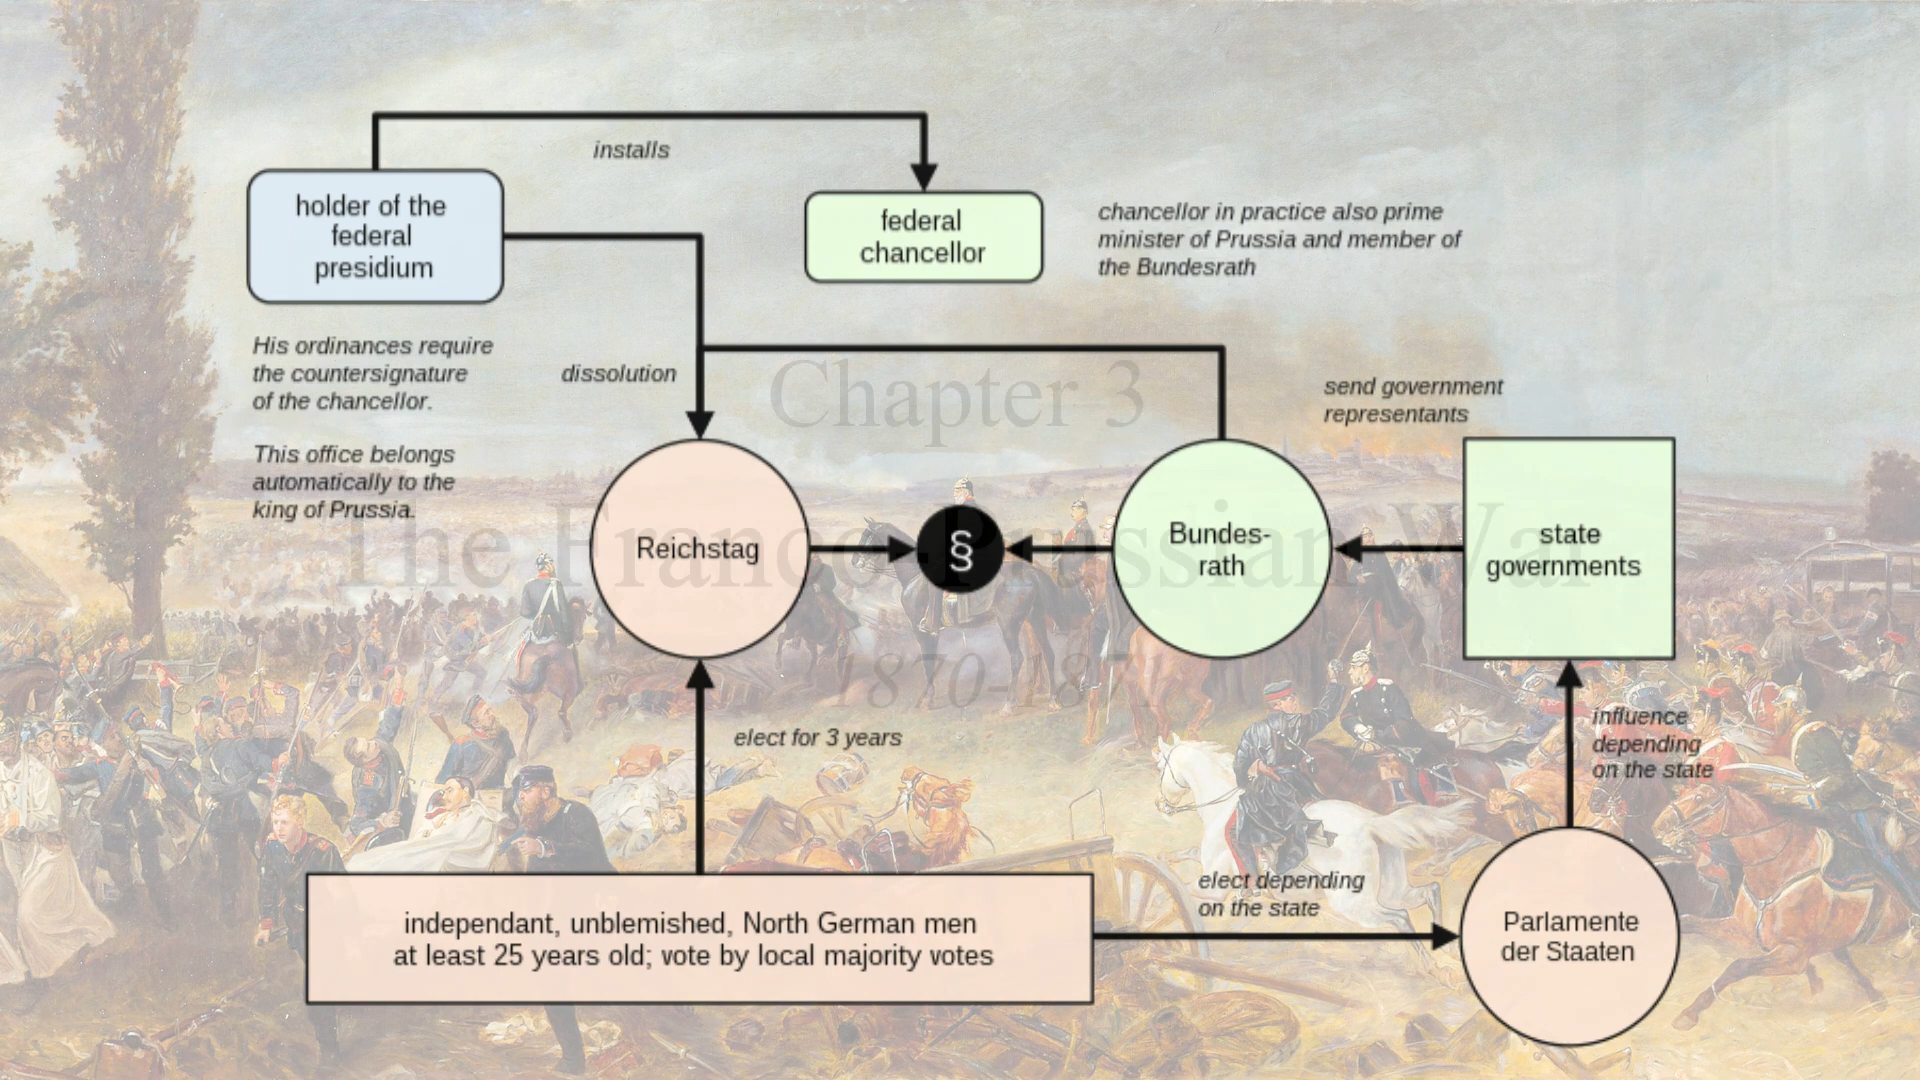 installs
holder of the
federal
presidium
federal
chancellor
chancellor in practice also prime
minister of Prussia and member of
the Bundesrath
His ordinances require
the countersignature
of the chancellor.
dissolution
Chapter 3
send government
representants
This office belongs
automatically to the
king of Prussia.
The Franco-Prussian War
Reichstag
§
Bundes-
rath
state
governments
1870-1871
elect for 3 years
influence
depending
on the state
independant, unblemished, North German men
at least 25 years old; vote by local majority votes
elect depending
on the state
Parlamente
der Staaten